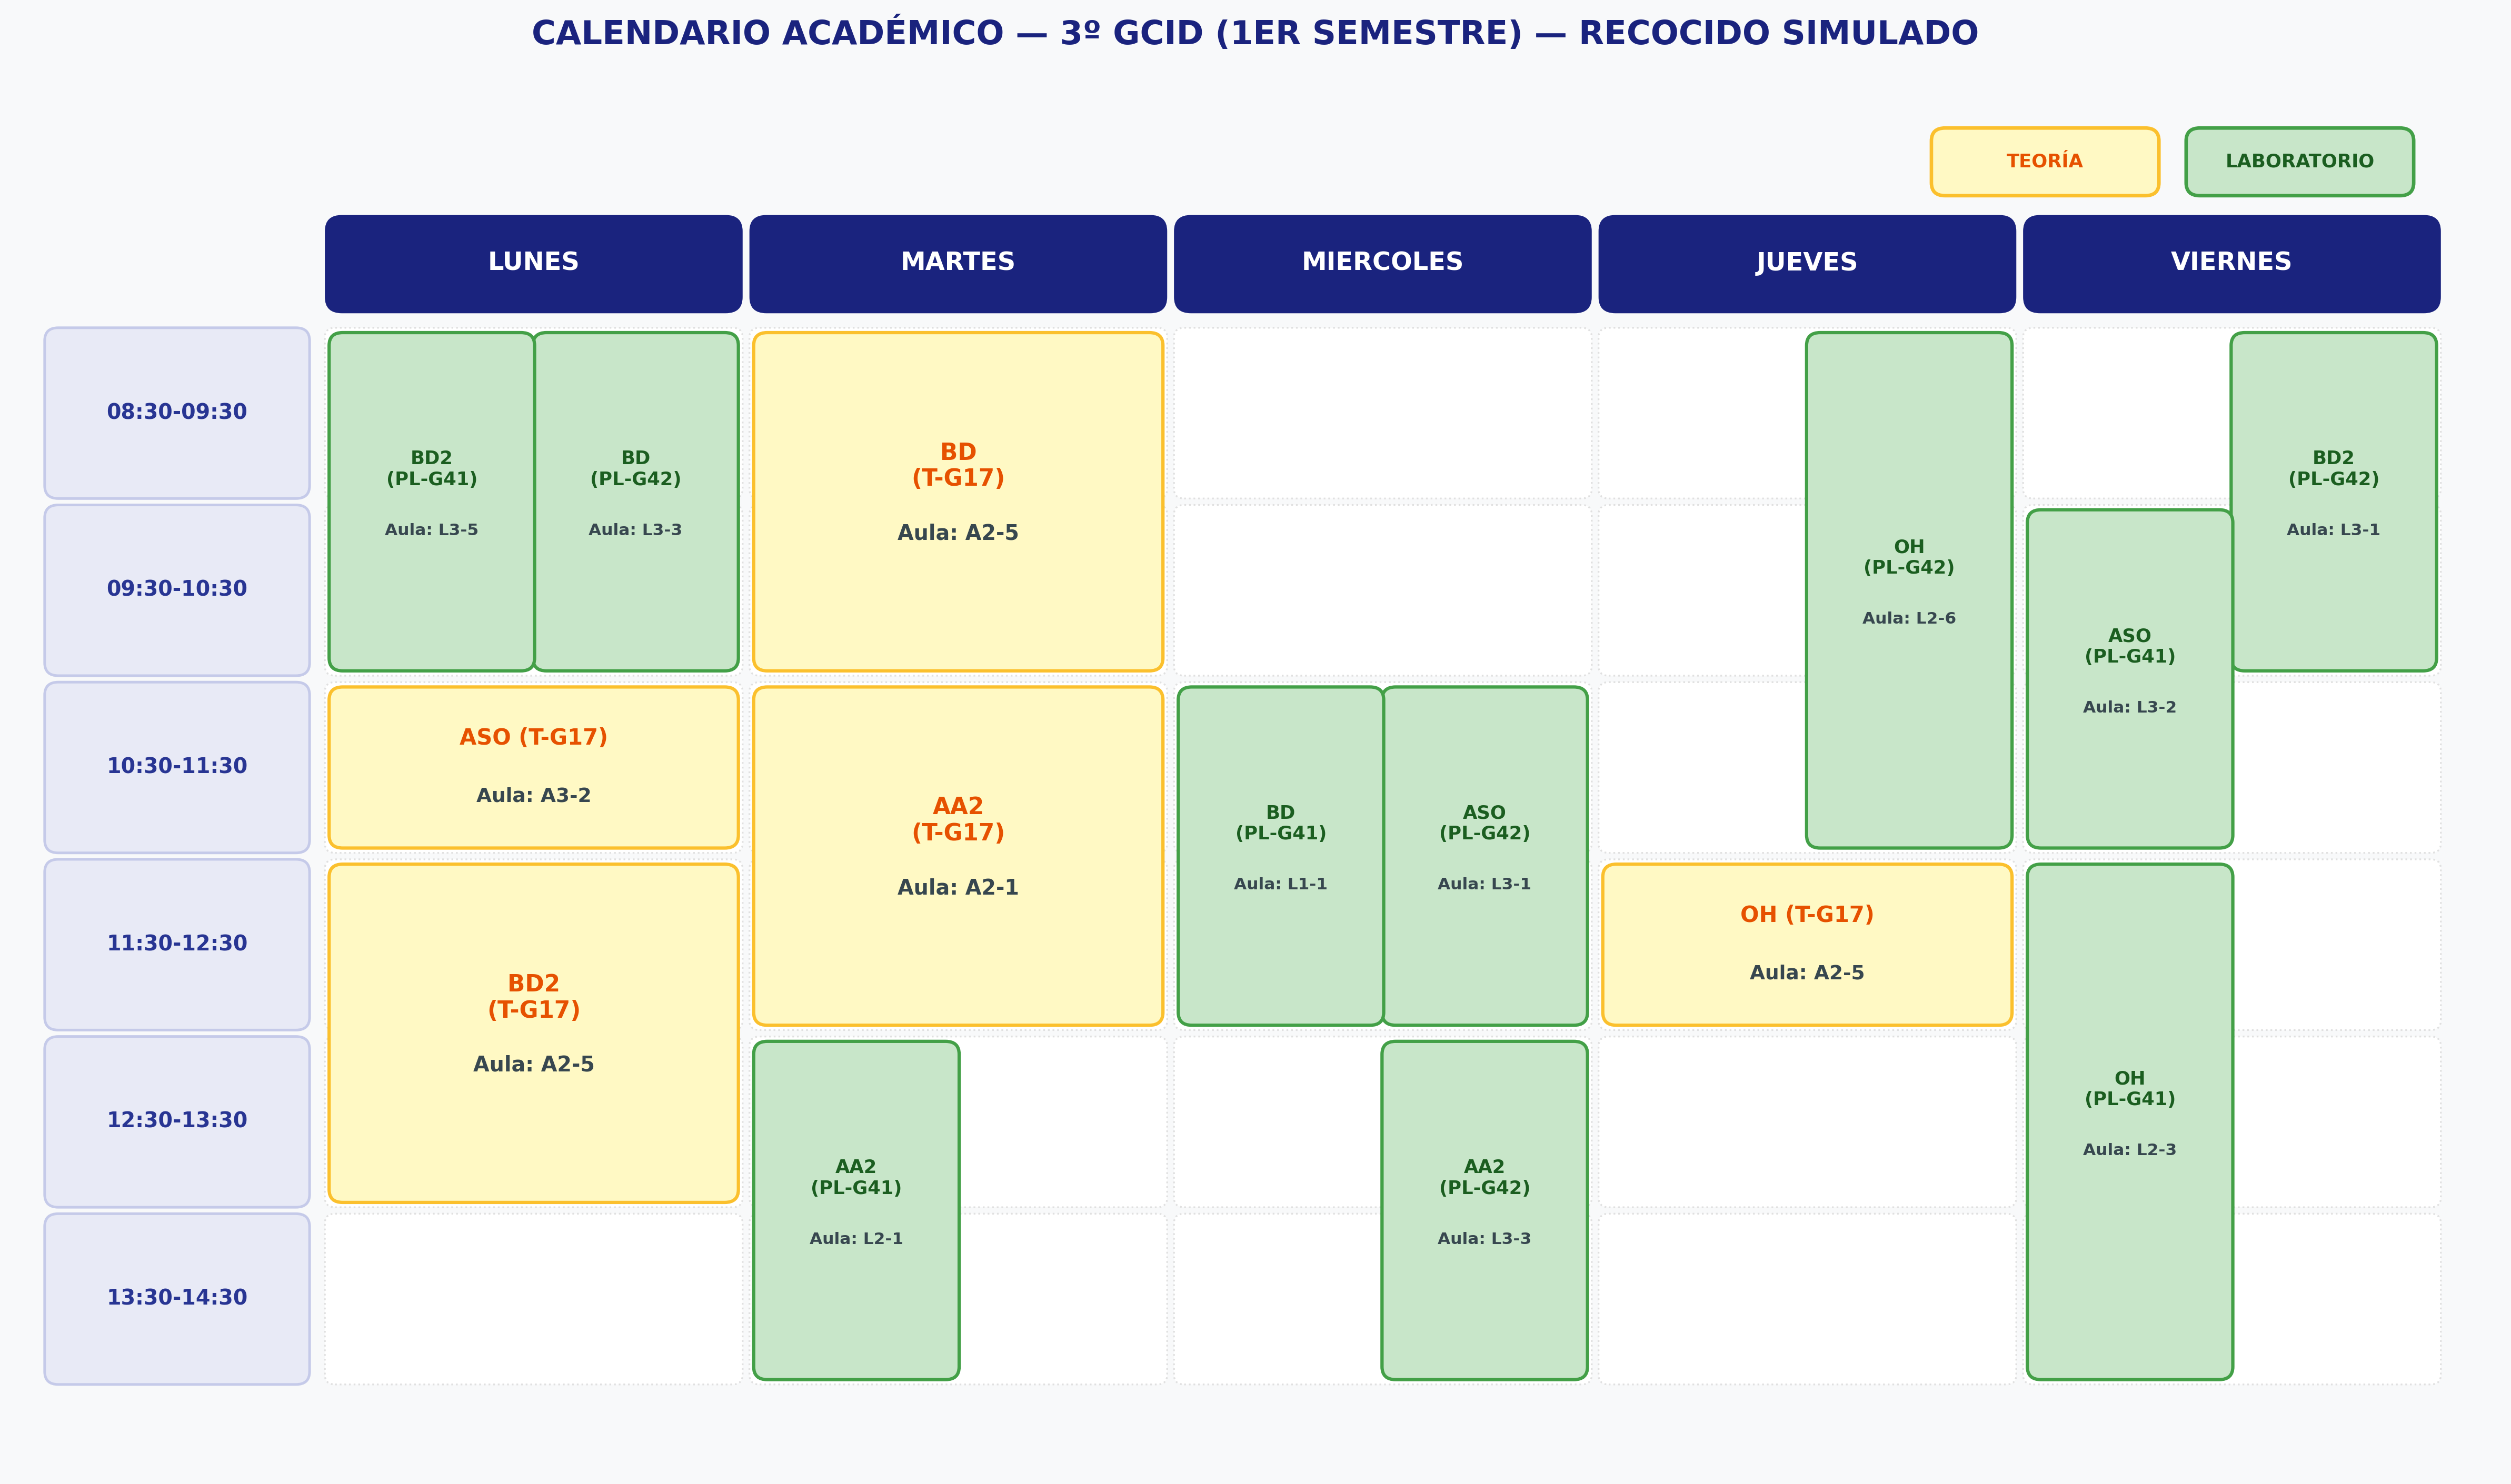 CALENDARIO ACADÉMICO — 3º GCID (1ER SEMESTRE) — RECOCIDO SIMULADO
TEORÍA
LABORATORIO
LUNES
MARTES
MIERCOLES
JUEVES
VIERNES
08:30-09:30
09:30-10:30
10:30-11:30
11:30-12:30
12:30-13:30
13:30-14:30
BD2
(PL-G41)
Aula: L3-5
BD
(PL-G42)
Aula: L3-3
ASO (T-G17)
Aula: A3-2
BD2
(T-G17)
Aula: A2-5
BD
(T-G17)
Aula: A2-5
AA2
(T-G17)
Aula: A2-1
AA2
(PL-G41)
Aula: L2-1
BD
(PL-G41)
Aula: L1-1
ASO
(PL-G42)
Aula: L3-1
AA2
(PL-G42)
Aula: L3-3
OH
(PL-G42)
Aula: L2-6
OH (T-G17)
Aula: A2-5
BD2
(PL-G42)
Aula: L3-1
ASO
(PL-G41)
Aula: L3-2
OH
(PL-G41)
Aula: L2-3